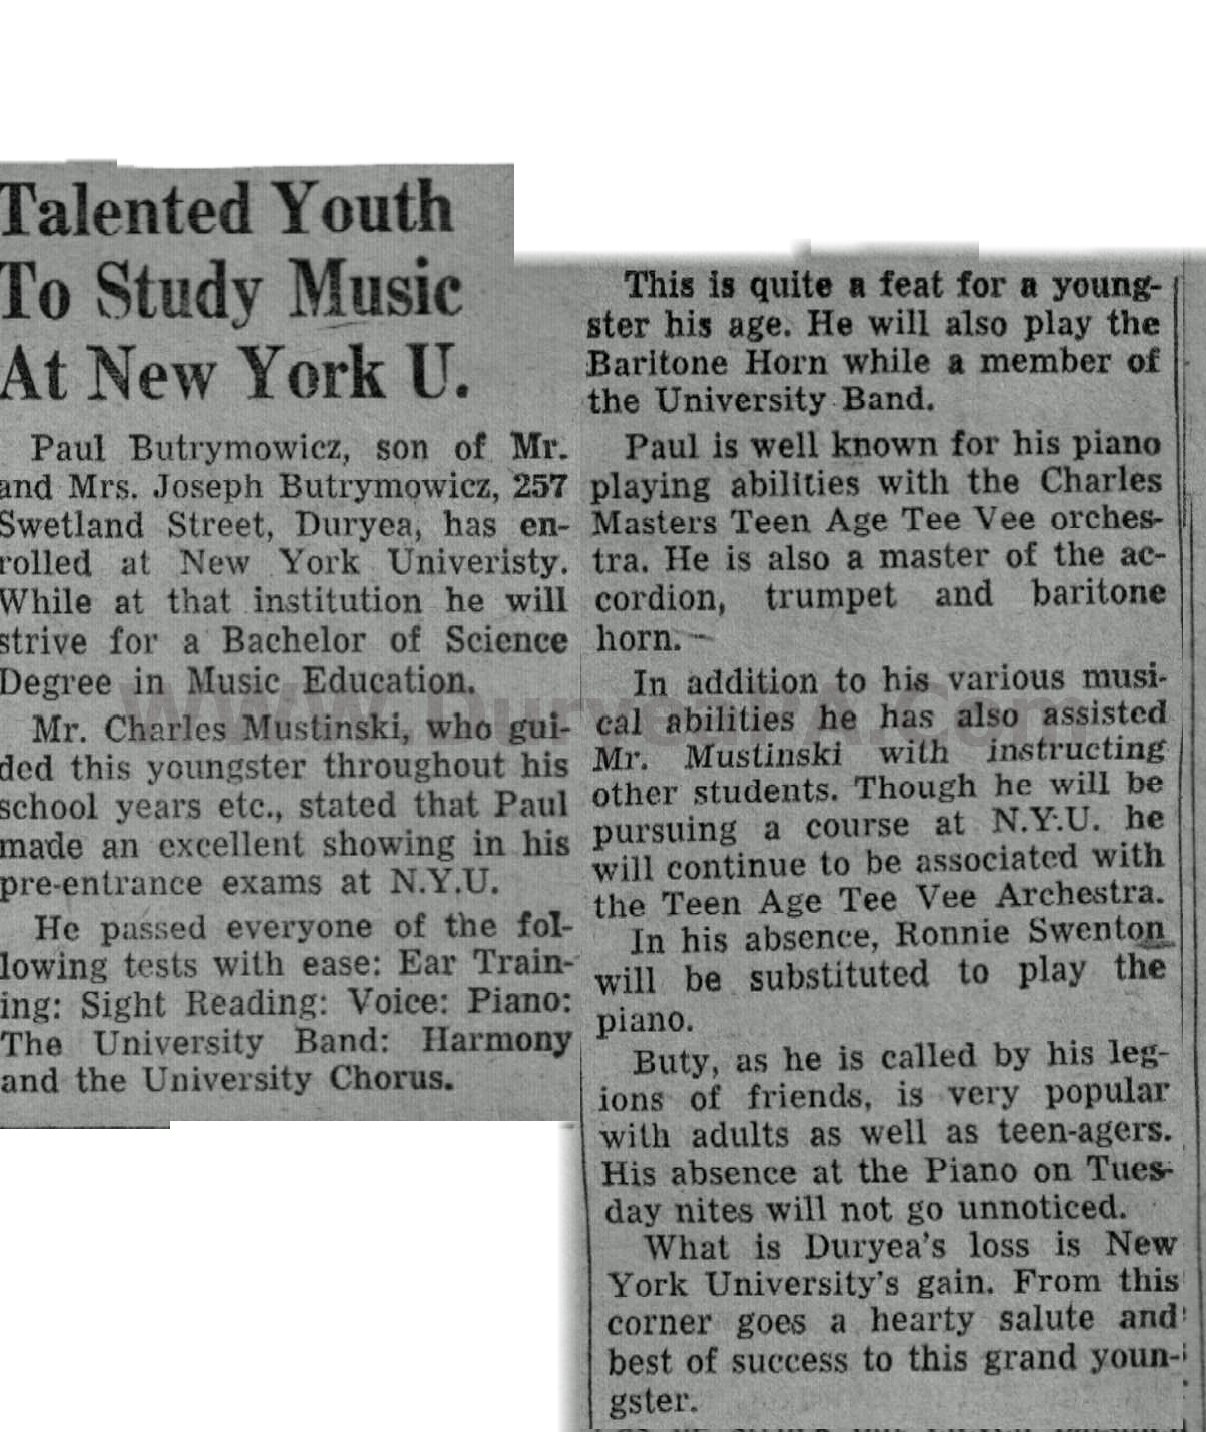 Talented Youth
To Study Music
At New York U.
Paul Butrymowicz, son of Mr.
and Mrs. Joseph Butrymowicz, 257
Swetland Street, Duryea, has en-
rolled at New York Univeristy.
While at that institution he will
strive for a Bachelor of Science
Degree in Music Education.
Mr. Charles Mustinski, who gui-
ded this youngster throughout his
school years etc., stated that Paul
made an excellent showing in his
pre-entrance exams at N.Y.U.
He passed everyone of the fol-
lowing tests with ease: Ear Train-
ing: Sight Reading: Voice: Piano:
The University Band: Harmony
and the University Chorus.
This is quite a feat for a young-
ster his age. He will also play the
Baritone Horn while a member of
the University Band.
Paul is well known for his piano
playing abilities with the Charles
Masters Teen Age Tee Vee orches-
tra. He is also a master of the ac-
cordion, trumpet and baritone
horn.
In addition to his various musi-
cal abilities he has also assisted
Mr. Mustinski with instructing
other students. Though he will be
pursuing a course at N.Y.U. he
will continue to be associated with
the Teen Age Tee Vee Archestra.
In his absence, Ronnie Swenton
will be substituted to play the
piano.
Buty, as he is called by his leg-
ions of friends, is very popular
with adults as well as teen-agers.
His absence at the Piano on Tues-
day nites will not go unnoticed.
What is Duryea's loss is New
York University's gain. From this
corner goes a hearty salute and
best of success to this grand youn-
gster.
www.DuryeaPA.Com